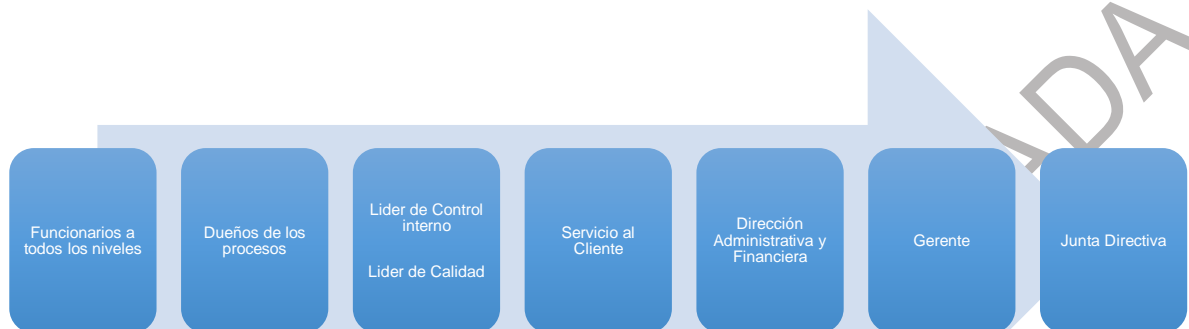 Funcionarios a
todos los niveles
Dueños de los
procesos
Lider de Control
interno
Lider de Calidad
Servicio al
Cliente
Dirección
Administrativa y
Financiera
Gerente
Junta Directiva